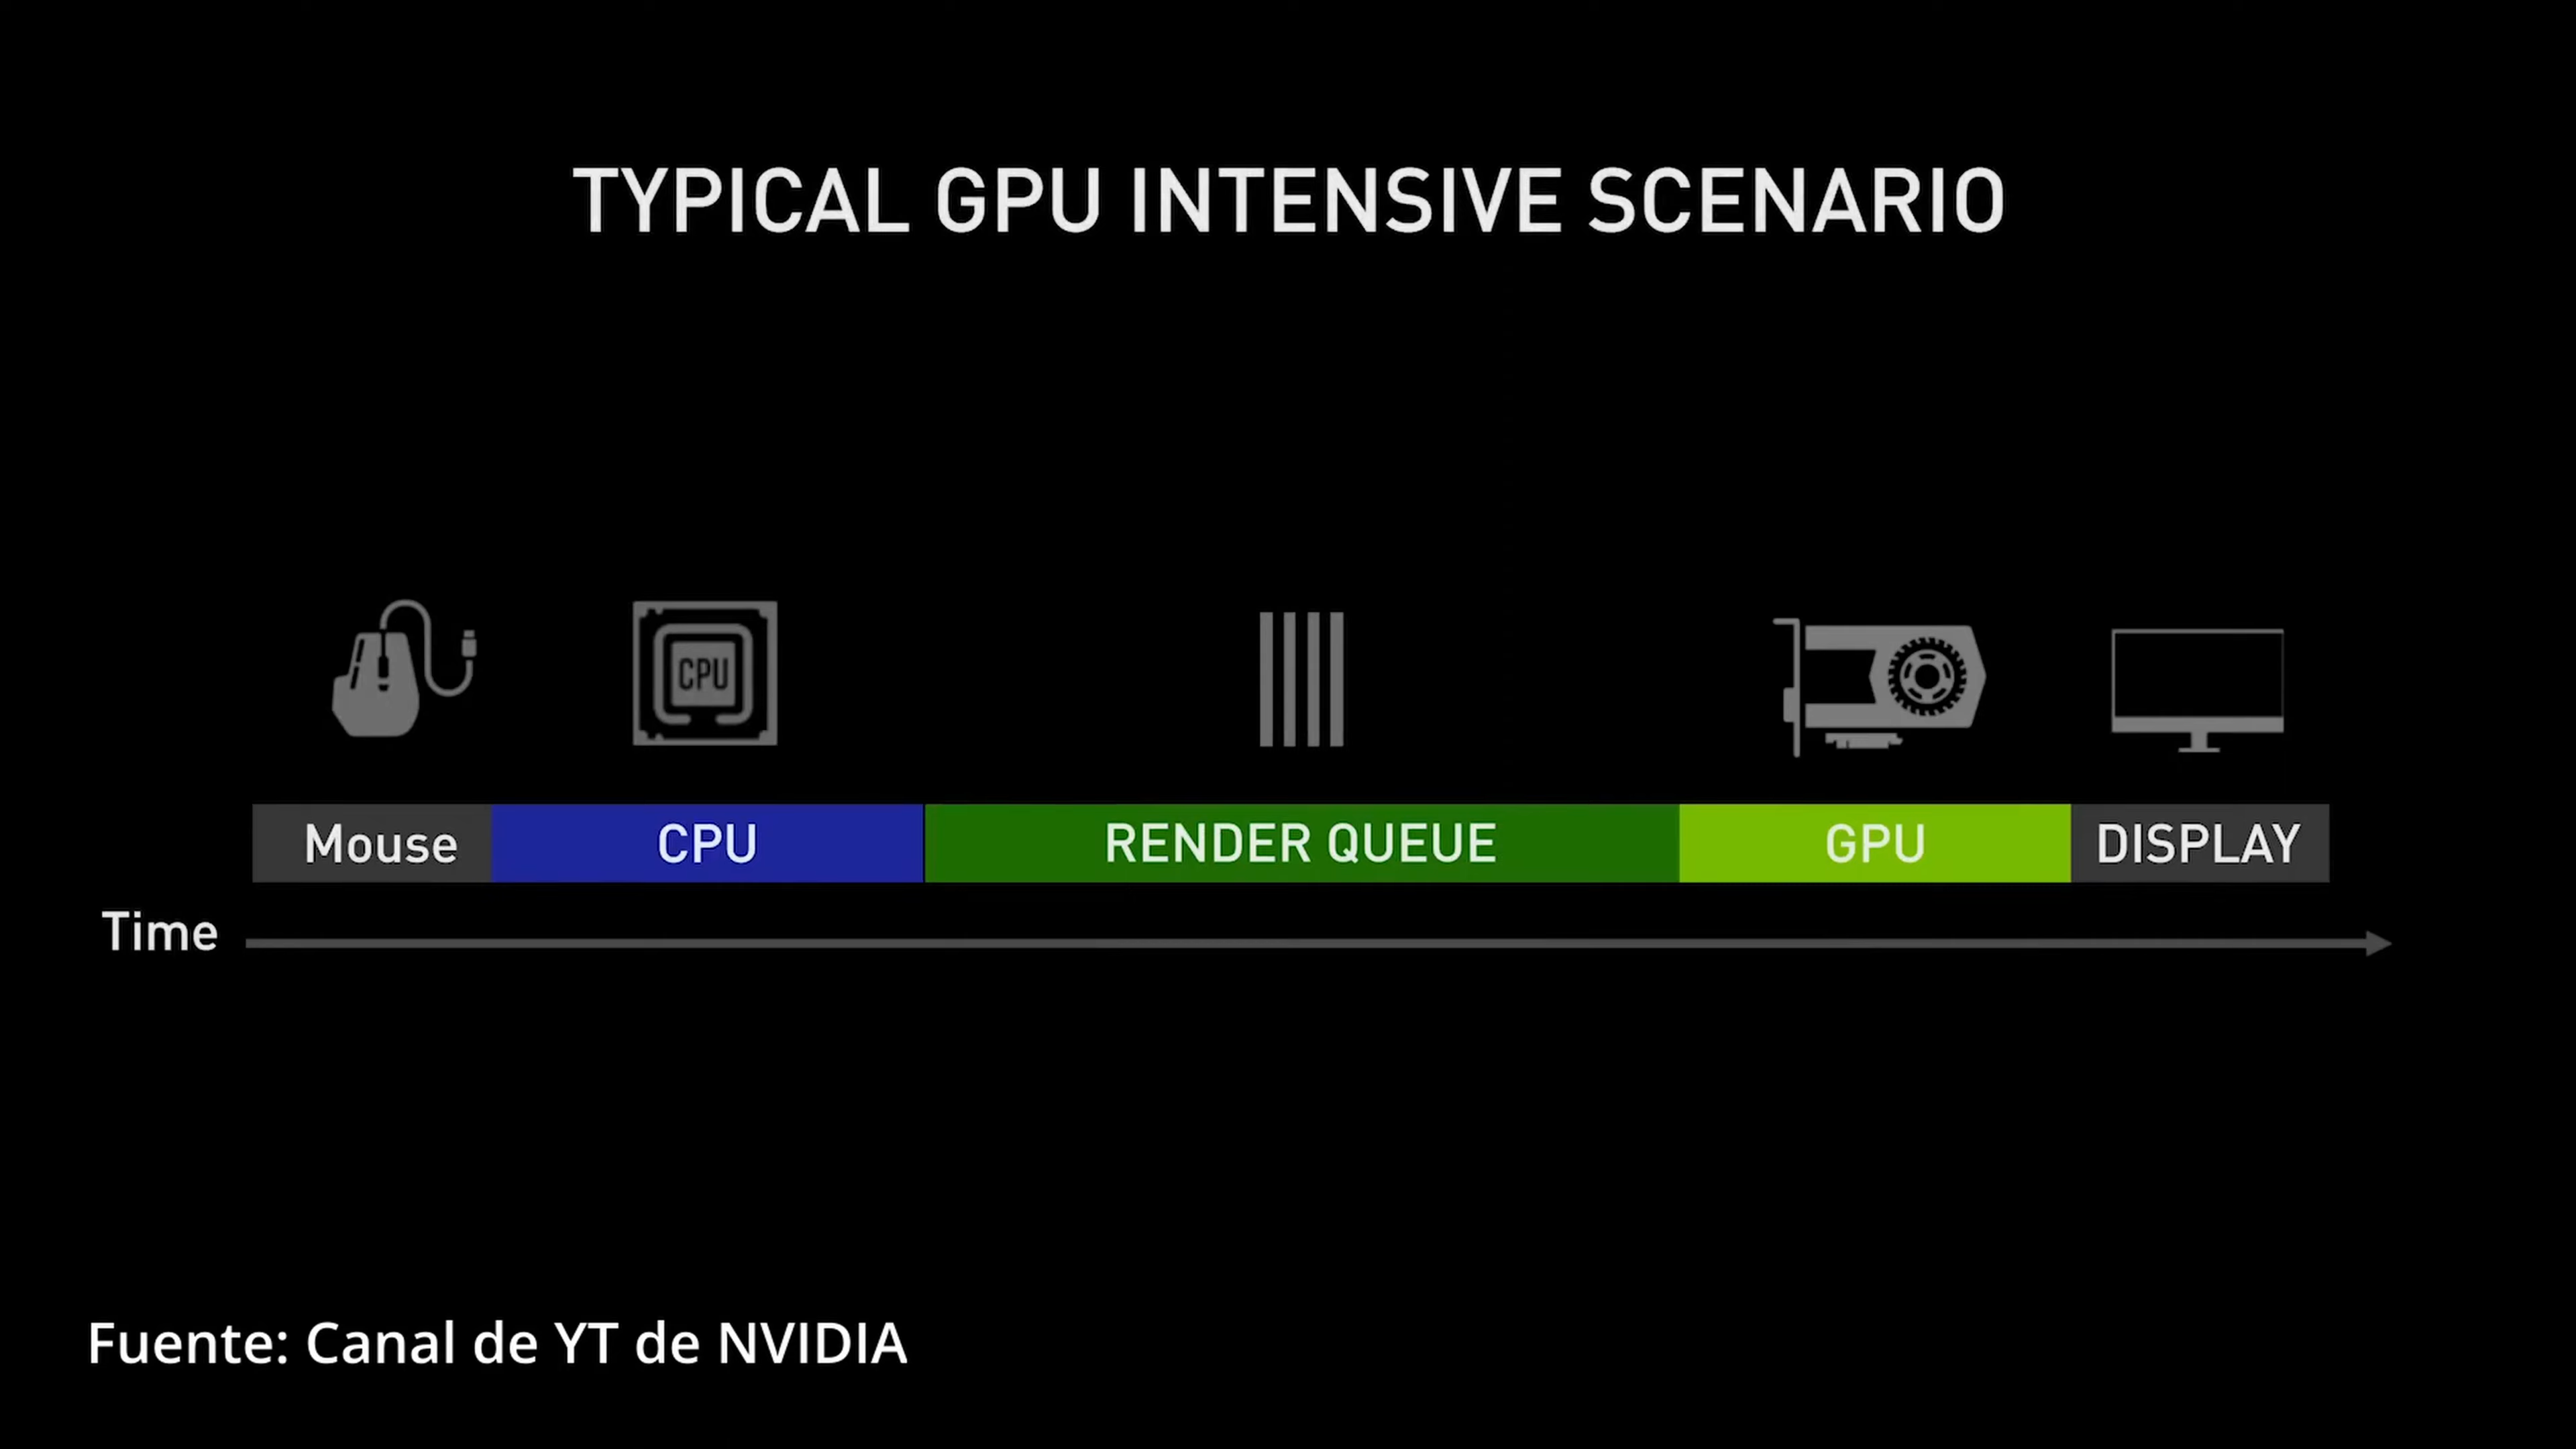 TYPICAL GPU INTENSIVE SCENARIO
CPU
Mouse CPU RENDER QUEUE GPU DISPLAY
Time
Fuente: Canal de YT de NVIDIA